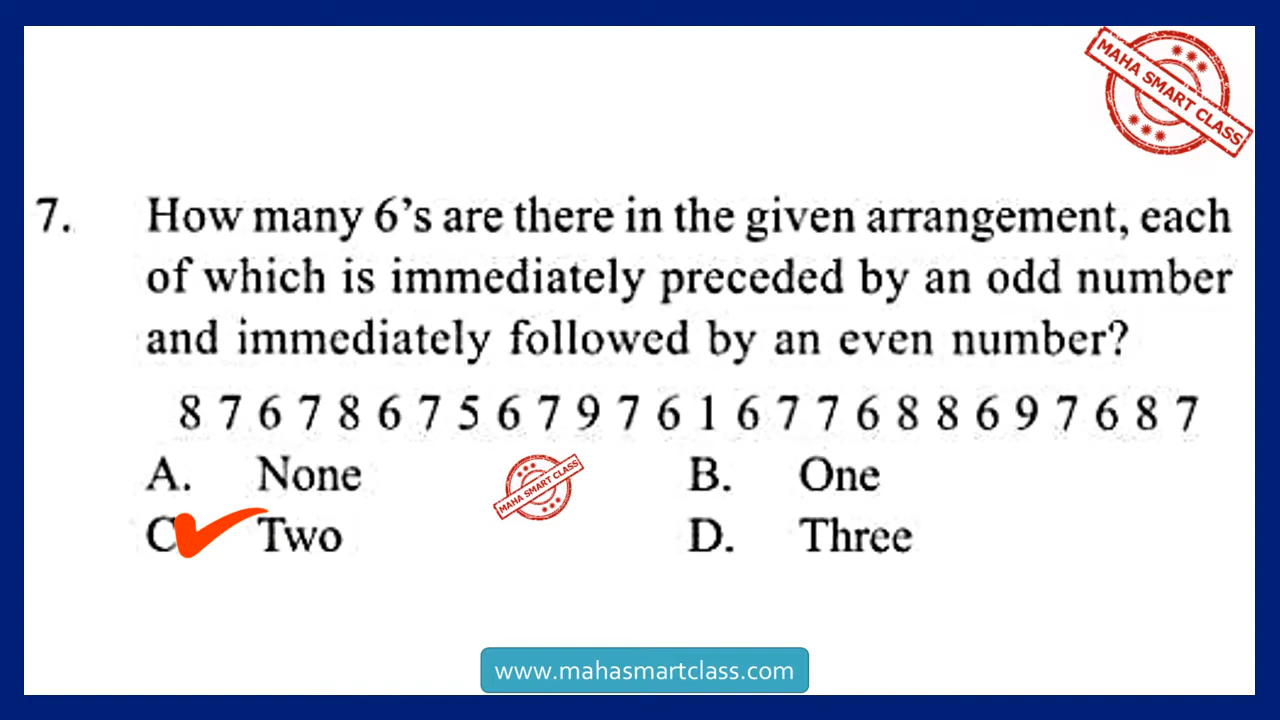 MAHA SMART CLASS
7. How many 6's are there in the given arrangement, each
of which is immediately preceded by an odd number
and immediately followed by an even number?
8 7 6 7 8 6 7 5 6 7 9 7 6 1 6 7 7 6 8 8 6 9 7 6 8 7
A. None B. One
MAHA SMART CLASS
C Two D. Three
www.mahasmartclass.com